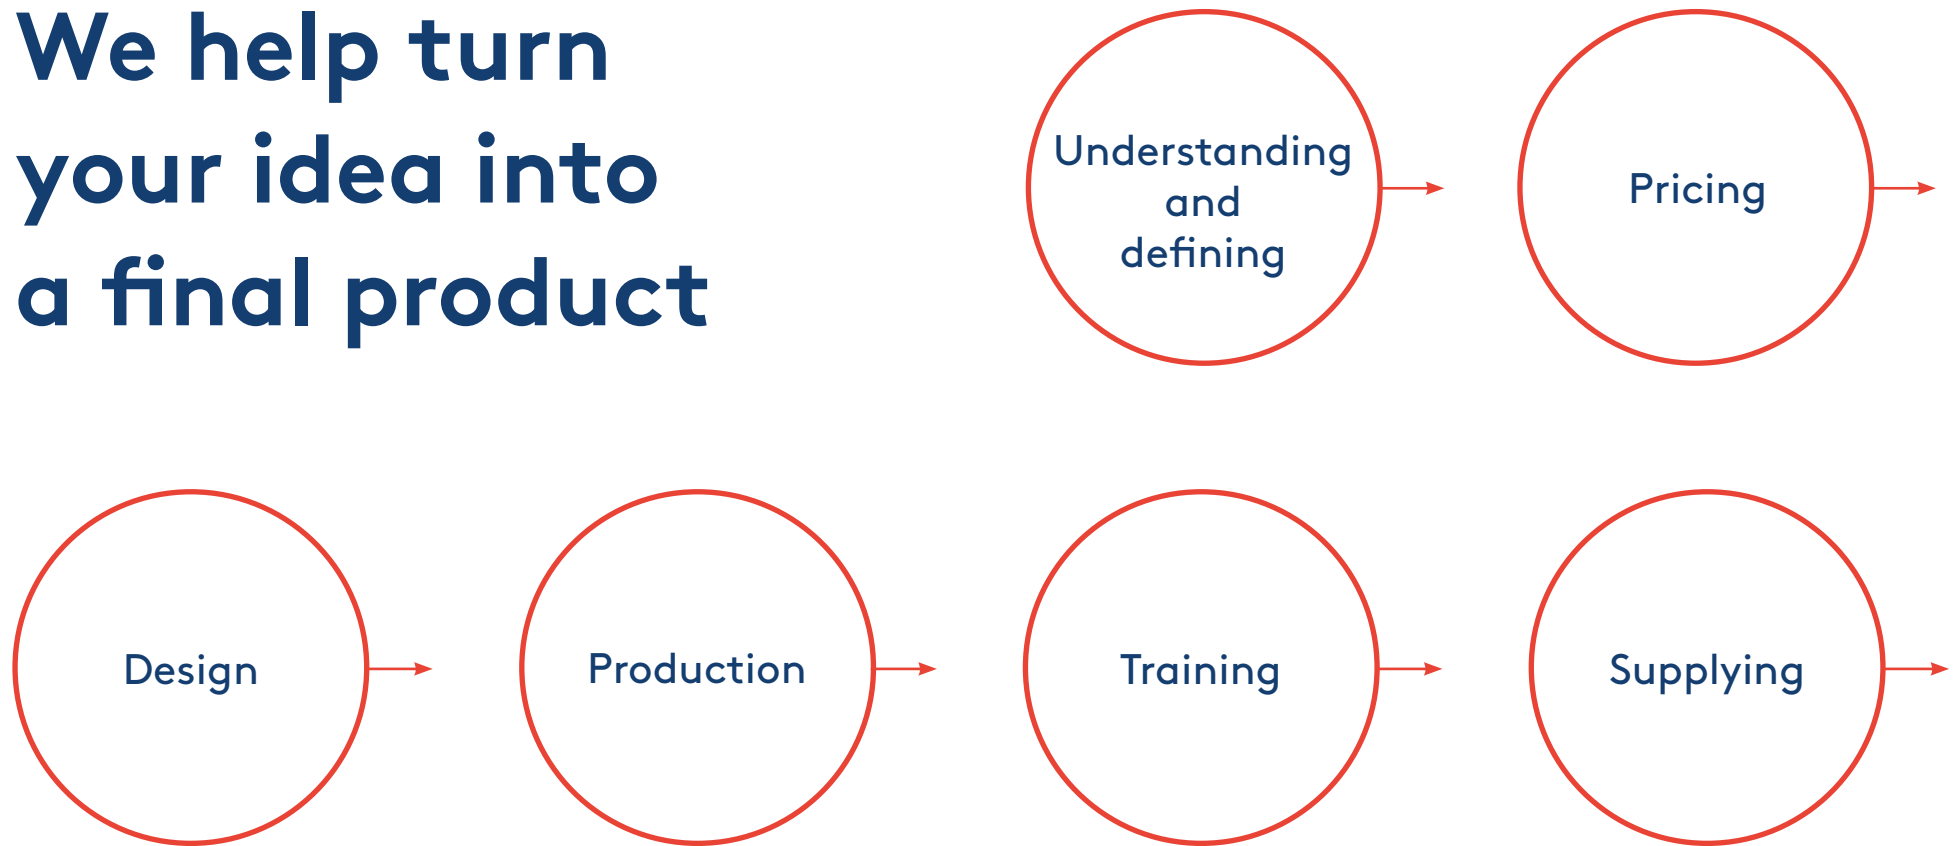 We help turn
your idea into
a final product
Understanding
and
defining
Pricing
Design
Production
Training
Supplying